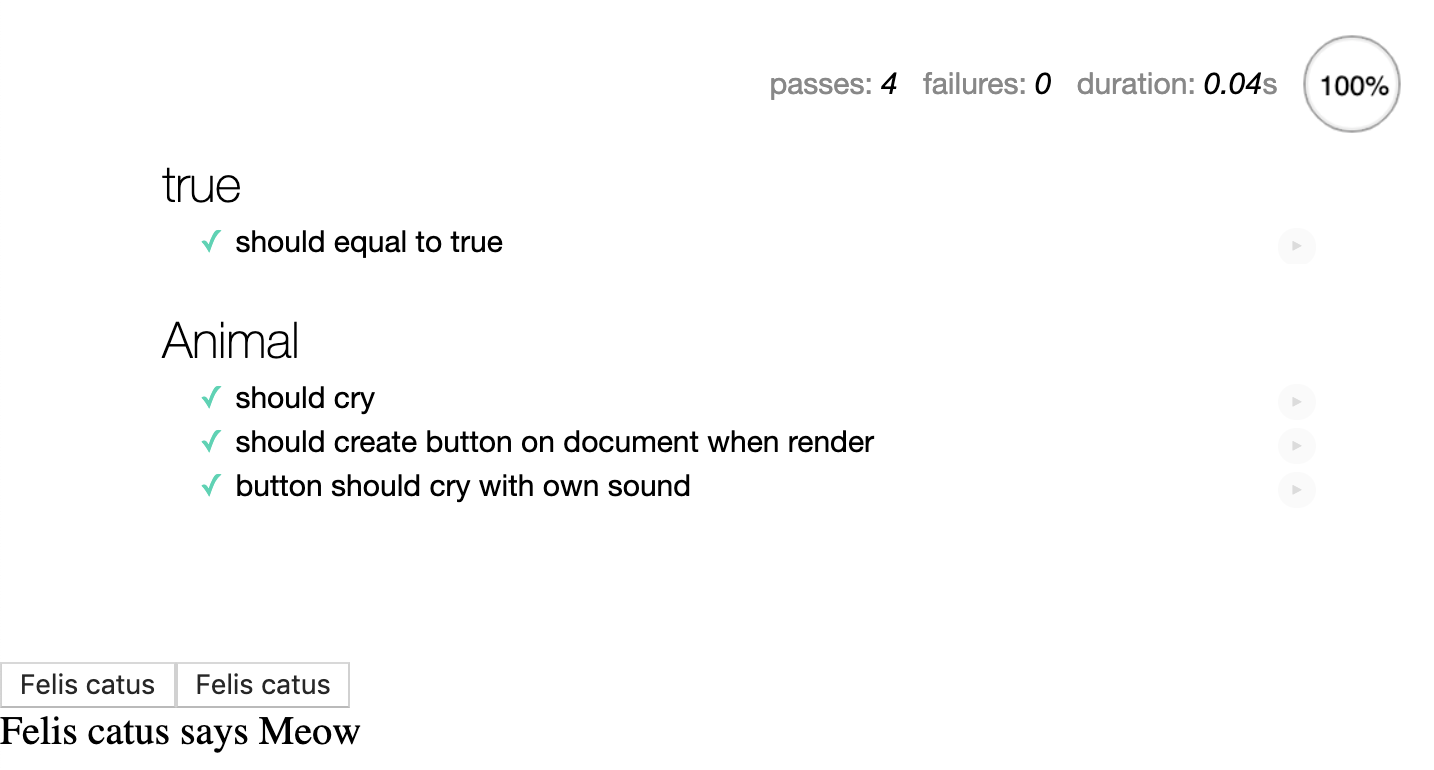 passes: 4 failures: 0 duration: 0.04s 100%
true
✓ should equal to true
Animal
✓ should cry
✓ should create button on document when render
✓ button should cry with own sound
Felis catus Felis catus
Felis catus says Meow